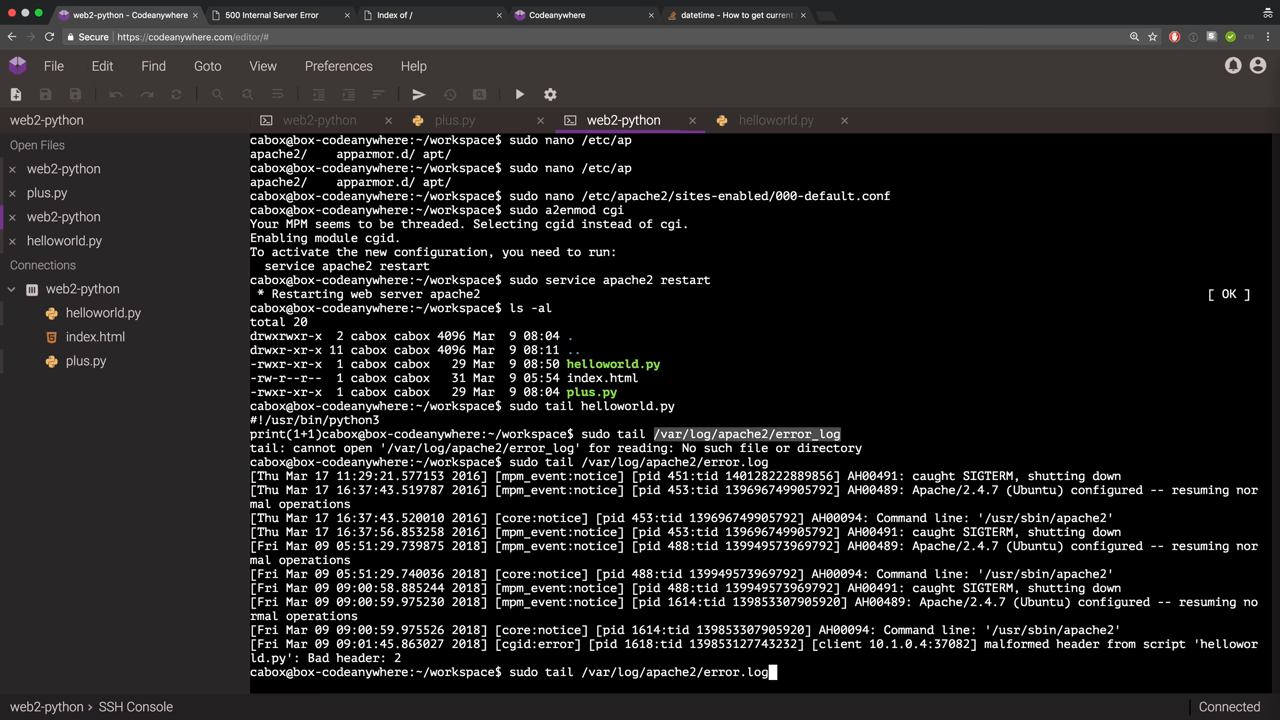 web2-python - Codeanywhere
500 Internal Server Error
Index of /
Codeanywhere
datetime - How to get current
Secure
https://codeanywhere.com/editor/#
File Edit Find Goto View Preferences Help
web2-python
web2-python
plus.py
web2-python
helloworld.py
Open Files
web2-python
plus.py
web2-python
helloworld.py
Connections
web2-python
helloworld.py
index.html
plus.py
cabox@box-codeanywhere:~/workspace$ sudo nano /etc/ap
apache2/ apparmor.d/ apt/
cabox@box-codeanywhere:~/workspace$ sudo nano /etc/ap
apache2/ apparmor.d/ apt/
cabox@box-codeanywhere:~/workspace$ sudo nano /etc/apache2/sites-enabled/000-default.conf
cabox@box-codeanywhere:~/workspace$ sudo a2enmod cgi
Your MPM seems to be threaded. Selecting cgid instead of cgi.
Enabling module cgid.
To activate the new configuration, you need to run:
service apache2 restart
cabox@box-codeanywhere:~/workspace$ sudo service apache2 restart
* Restarting web server apache2 [ OK ]
cabox@box-codeanywhere:~/workspace$ ls -al
total 20
drwxrwxr-x 2 cabox cabox 4096 Mar 9 08:04 .
drwxr-xr-x 11 cabox cabox 4096 Mar 9 08:11 ..
-rwxr-xr-x 1 cabox cabox 29 Mar 9 08:50 helloworld.py
-rw-r--r-- 1 cabox cabox 31 Mar 9 05:54 index.html
-rwxr-xr-x 1 cabox cabox 29 Mar 9 08:04 plus.py
cabox@box-codeanywhere:~/workspace$ sudo tail helloworld.py
#!/usr/bin/python3
print(1+1)cabox@box-codeanywhere:~/workspace$ sudo tail /var/log/apache2/error_log
tail: cannot open '/var/log/apache2/error_log' for reading: No such file or directory
cabox@box-codeanywhere:~/workspace$ sudo tail /var/log/apache2/error.log
[Thu Mar 17 11:29:21.577153 2016] [mpm_event:notice] [pid 451:tid 140128222889856] AH00491: caught SIGTERM, shutting down
[Thu Mar 17 16:37:43.519787 2016] [mpm_event:notice] [pid 453:tid 139696749905792] AH00489: Apache/2.4.7 (Ubuntu) configured -- resuming nor
mal operations
[Thu Mar 17 16:37:43.520010 2016] [core:notice] [pid 453:tid 139696749905792] AH00094: Command line: '/usr/sbin/apache2'
[Thu Mar 17 16:37:56.853258 2016] [mpm_event:notice] [pid 453:tid 139696749905792] AH00491: caught SIGTERM, shutting down
[Fri Mar 09 05:51:29.739875 2018] [mpm_event:notice] [pid 488:tid 139949573969792] AH00489: Apache/2.4.7 (Ubuntu) configured -- resuming nor
mal operations
[Fri Mar 09 05:51:29.740036 2018] [core:notice] [pid 488:tid 139949573969792] AH00094: Command line: '/usr/sbin/apache2'
[Fri Mar 09 09:00:58.885244 2018] [mpm_event:notice] [pid 488:tid 139949573969792] AH00491: caught SIGTERM, shutting down
[Fri Mar 09 09:00:59.975230 2018] [mpm_event:notice] [pid 1614:tid 139853307905920] AH00489: Apache/2.4.7 (Ubuntu) configured -- resuming no
rmal operations
[Fri Mar 09 09:00:59.975526 2018] [core:notice] [pid 1614:tid 139853307905920] AH00094: Command line: '/usr/sbin/apache2'
[Fri Mar 09 09:01:45.863027 2018] [cgid:error] [pid 1618:tid 139853127743232] [client 10.1.0.4:37082] malformed header from script 'hellowor
ld.py': Bad header: 2
cabox@box-codeanywhere:~/workspace$ sudo tail /var/log/apache2/error.log
web2-python > SSH Console
Connected